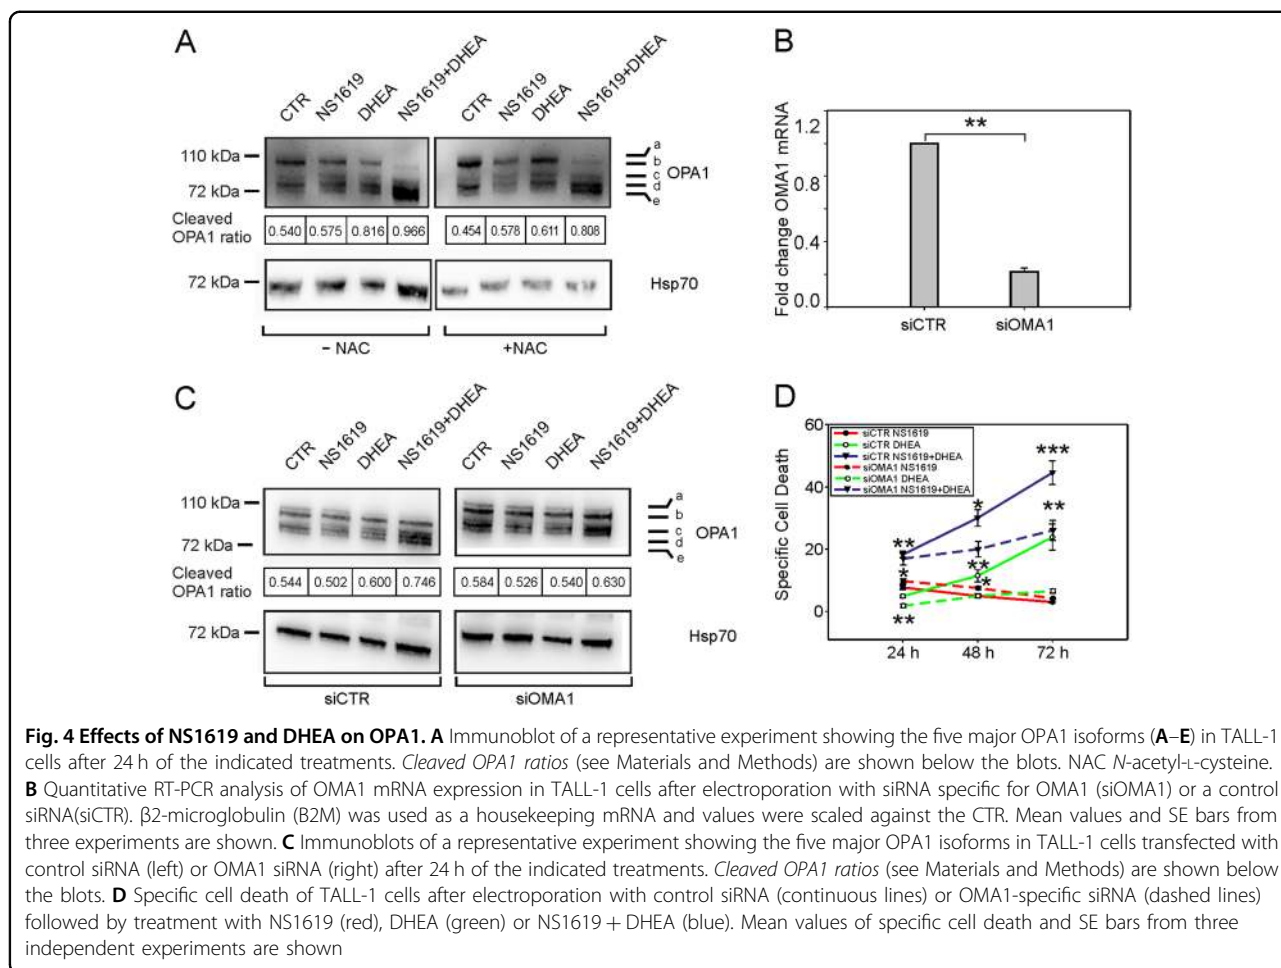 A
CTR NS1619 DHEA NS1619+DHEA
CTR NS1619 DHEA NS1619+DHEA
110 kDa
72 kDa
a
b
c
d
e
OPA1
Cleaved
OPA1 ratio
0.540 0.575 0.816 0.966
0.454 0.578 0.611 0.808
72 kDa
Hsp70
– NAC
+NAC
B
Fold change OMA1 mRNA
1.2
0.8
0.4
0.0
**
siCTR siOMA1
C
CTR NS1619 DHEA NS1619+DHEA
CTR NS1619 DHEA NS1619+DHEA
110 kDa
72 kDa
a
b
c
d
e
OPA1
Cleaved
OPA1 ratio
0.544 0.502 0.600 0.746
0.584 0.526 0.540 0.630
72 kDa
Hsp70
siCTR
siOMA1
D
Specific Cell Death
60
40
20
0
siCTR NS1619
siCTR DHEA
siCTR NS1619+DHEA
siOMA1 NS1619
siOMA1 DHEA
siOMA1 NS1619+DHEA
***
*
**
**
*
**
*
**
24 h 48 h 72 h
Fig. 4 Effects of NS1619 and DHEA on OPA1. A Immunoblot of a representative experiment showing the five major OPA1 isoforms (A–E) in TALL-1
cells after 24 h of the indicated treatments. Cleaved OPA1 ratios (see Materials and Methods) are shown below the blots. NAC N-acetyl-L-cysteine.
B Quantitative RT-PCR analysis of OMA1 mRNA expression in TALL-1 cells after electroporation with siRNA specific for OMA1 (siOMA1) or a control
siRNA(siCTR). β2-microglobulin (B2M) was used as a housekeeping mRNA and values were scaled against the CTR. Mean values and SE bars from
three experiments are shown. C Immunoblots of a representative experiment showing the five major OPA1 isoforms in TALL-1 cells transfected with
control siRNA (left) or OMA1 siRNA (right) after 24 h of the indicated treatments. Cleaved OPA1 ratios (see Materials and Methods) are shown below
the blots. D Specific cell death of TALL-1 cells after electroporation with control siRNA (continuous lines) or OMA1-specific siRNA (dashed lines)
followed by treatment with NS1619 (red), DHEA (green) or NS1619 + DHEA (blue). Mean values of specific cell death and SE bars from three
independent experiments are shown